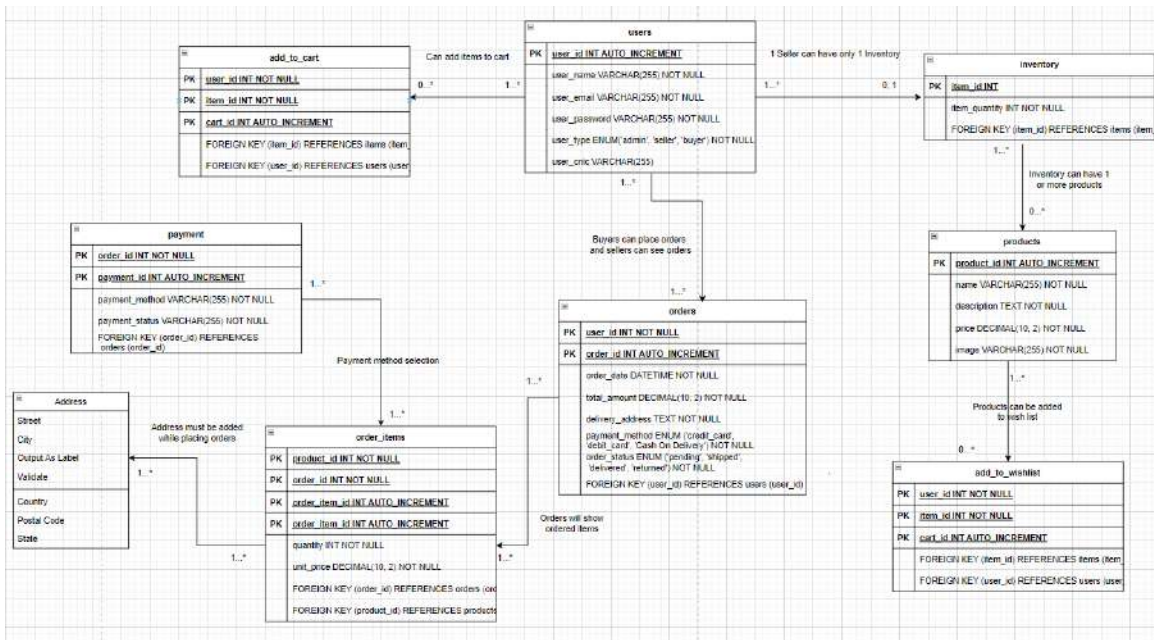 users
PK user_id INT AUTO_INCREMENT
user_name VARCHAR(255) NOT NULL
user_email VARCHAR(255) NOT NULL
user_password VARCHAR(255) NOT NULL
user_type ENUM('admin', 'seller', 'buyer') NOT NULL
user_cnic VARCHAR(255)
add_to_cart
PK user_id INT NOT NULL
PK item_id INT NOT NULL
PK cart_id INT AUTO_INCREMENT
FOREIGN KEY (item_id) REFERENCES items (item
FOREIGN KEY (user_id) REFERENCES users (user
Can add items to cart
0...*
1...*
1 Seller can have only 1 Inventory
1...*
0, 1
inventory
PK item_id INT
item_quantity INT NOT NULL
FOREIGN KEY (item_id) REFERENCES items (item
1...*
Inventory can have 1
or more products
0...*
1...*
Buyers can place orders
and sellers can see orders
1...*
payment
PK order_id INT NOT NULL
PK payment_id INT AUTO_INCREMENT
payment_method VARCHAR(255) NOT NULL
payment_status VARCHAR(255) NOT NULL
FOREIGN KEY (order_id) REFERENCES
orders (order_id)
1...*
Payment method selection
1...*
products
PK product_id INT AUTO_INCREMENT
name VARCHAR(255) NOT NULL
description TEXT NOT NULL
price DECIMAL(10, 2) NOT NULL
image VARCHAR(255) NOT NULL
1...*
Products can be added
to wish list
0...*
orders
PK user_id INT NOT NULL
PK order_id INT AUTO_INCREMENT
order_date DATETIME NOT NULL
total_amount DECIMAL(10, 2) NOT NULL
delivery_address TEXT NOT NULL
payment_method ENUM ('credit_card',
'debit_card', 'Cash On Delivery') NOT NULL
order_status ENUM ('pending', 'shipped',
'delivered', 'returned') NOT NULL
FOREIGN KEY (user_id) REFERENCES users (user_id)
1...*
Orders will show
ordered items
1...*
Address
Street
City
Output As Label
Validate
Country
Postal Code
State
Address must be added
while placing orders
1...*
1...*
order_items
PK product_id INT NOT NULL
PK order_id INT NOT NULL
PK order_item_id INT AUTO_INCREMENT
PK order_item_id INT AUTO_INCREMENT
quantity INT NOT NULL
unit_price DECIMAL(10, 2) NOT NULL
FOREIGN KEY (order_id) REFERENCES orders (ord
FOREIGN KEY (product_id) REFERENCES products
add_to_wishlist
PK user_id INT NOT NULL
PK item_id INT NOT NULL
PK cart_id INT AUTO_INCREMENT
FOREIGN KEY (item_id) REFERENCES items (item_
FOREIGN KEY (user_id) REFERENCES users (user_